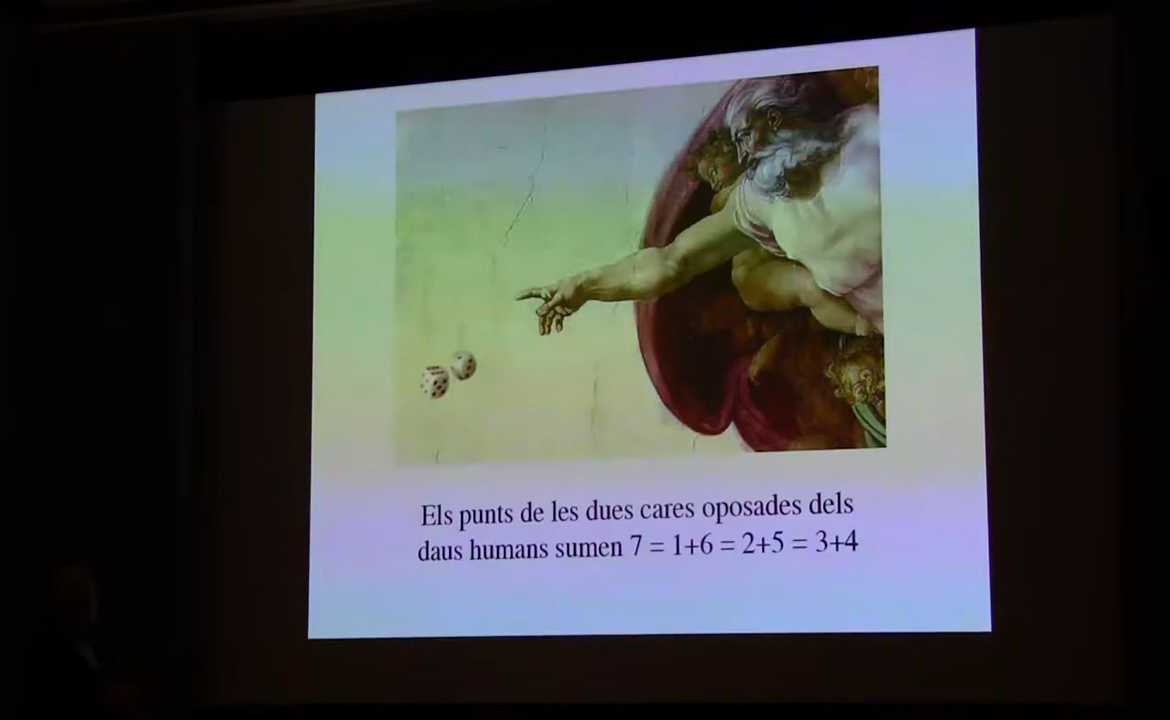 Els punts de les dues cares oposades dels
daus humans sumen 7 = 1+6 = 2+5 = 3+4